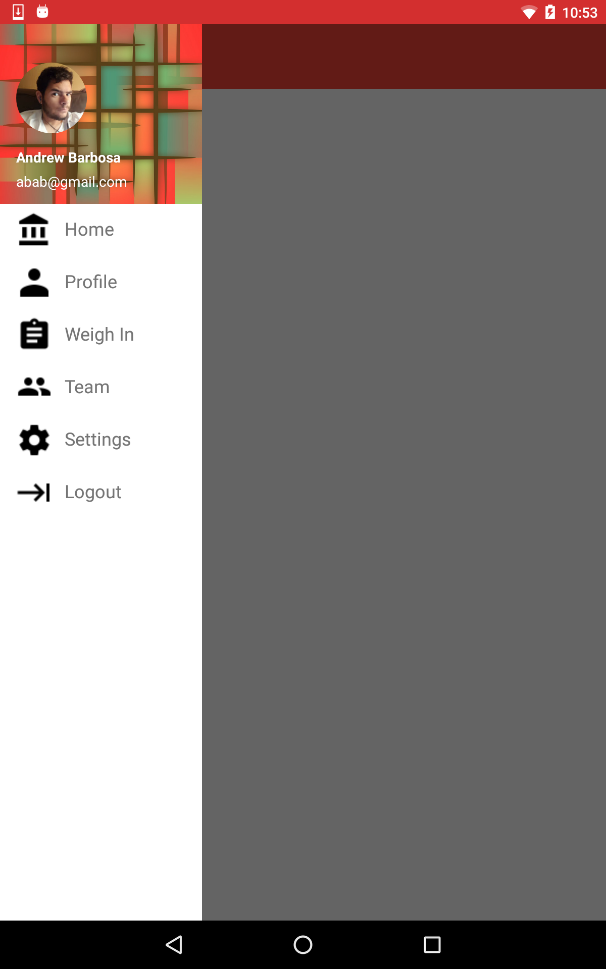 10:53
Andrew Barbosa
abab@gmail.com
Home
Profile
Weigh In
Team
Settings
Logout